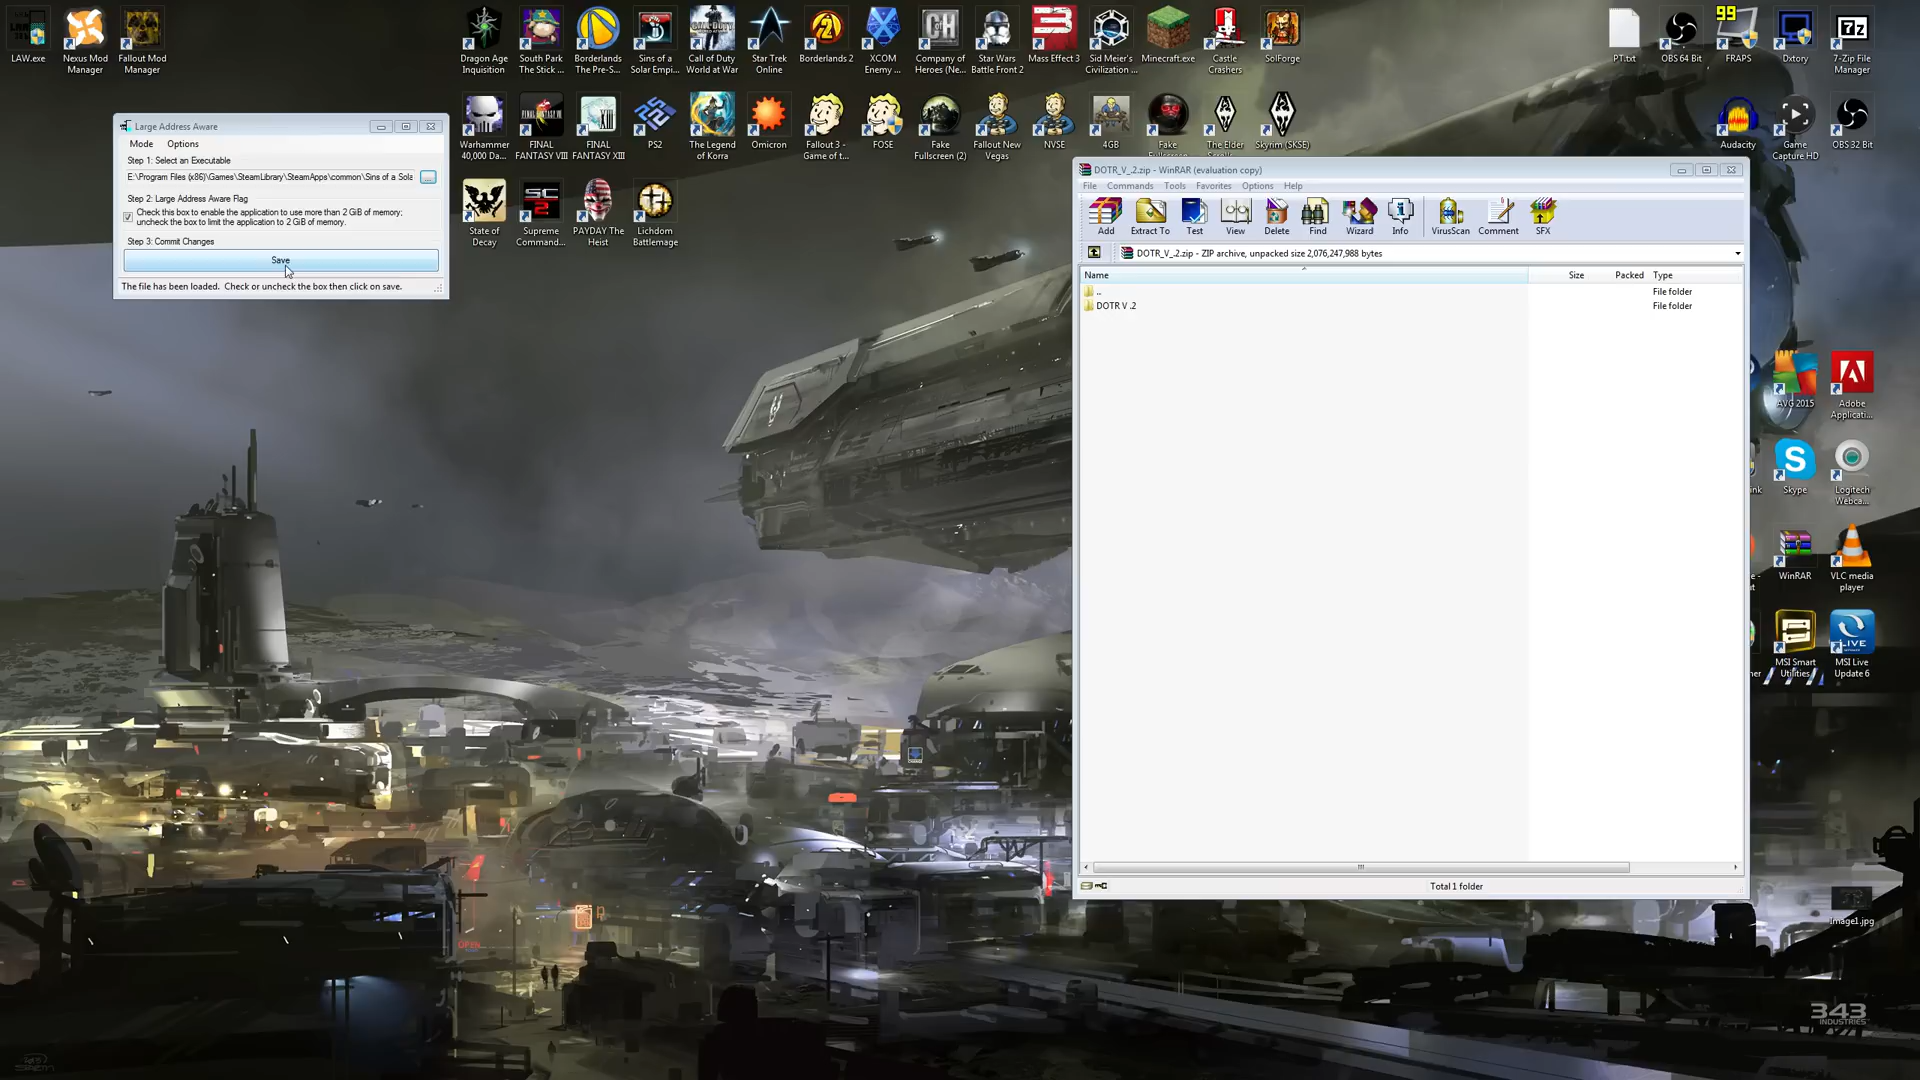 LAW.exe
Nexus Mod
Manager
Fallout Mod
Manager
Dragon Age
Inquisition
South Park
The Stick ...
Borderlands
The Pre-S...
Sins of a
Solar Empi...
Call of Duty
World at War
Star Trek
Online
Borderlands 2
XCOM
Enemy ...
Company of
Heroes (Ne...
Star Wars
Battle Front 2
Mass Effect 3
Sid Meier's
Civilization ...
Minecraft.exe
Castle
Crashers
SolForge
PT.txt
OBS 64 Bit
99
FRAPS
Dxtory
7-Zip File
Manager
Warhammer
40,000 Da...
FINAL
FANTASY VIII
FINAL
FANTASY XIII
PS2
The Legend
of Korra
Omicron
Fallout 3 -
Game of t...
FOSE
Fake
Fullscreen (2)
Fallout New
Vegas
NVSE
4GB
Fake
Fullscreen
The Elder
Scrolls
Skyrim (SKSE)
Audacity
Game
Capture HD
OBS 32 Bit
State of
Decay
Supreme
Command...
PAYDAY The
Heist
Lichdom
Battlemage
Large Address Aware
Mode Options
Step 1: Select an Executable
E:\Program Files (x86)\Games\SteamLibrary\SteamApps\common\Sins of a Sola
...
Step 2: Large Address Aware Flag
Check this box to enable the application to use more than 2 GiB of memory;
uncheck the box to limit the application to 2 GiB of memory.
Step 3: Commit Changes
Save
The file has been loaded. Check or uncheck the box then click on save.
DOTR_V_.2.zip - WinRAR (evaluation copy)
File Commands Tools Favorites Options Help
Add Extract To Test View Delete Find Wizard Info VirusScan Comment SFX
DOTR_V_.2.zip - ZIP archive, unpacked size 2,076,247,988 bytes
Name Size Packed Type
.. File folder
DOTR V .2 File folder
Total 1 folder
AVG 2015
Adobe
Applicati...
Skype
Logitech
Webca...
WinRAR
VLC media
player
MSI Smart
Utilities
MSI Live
Update 6
Image1.jpg
OPEN
343
INDUSTRIES